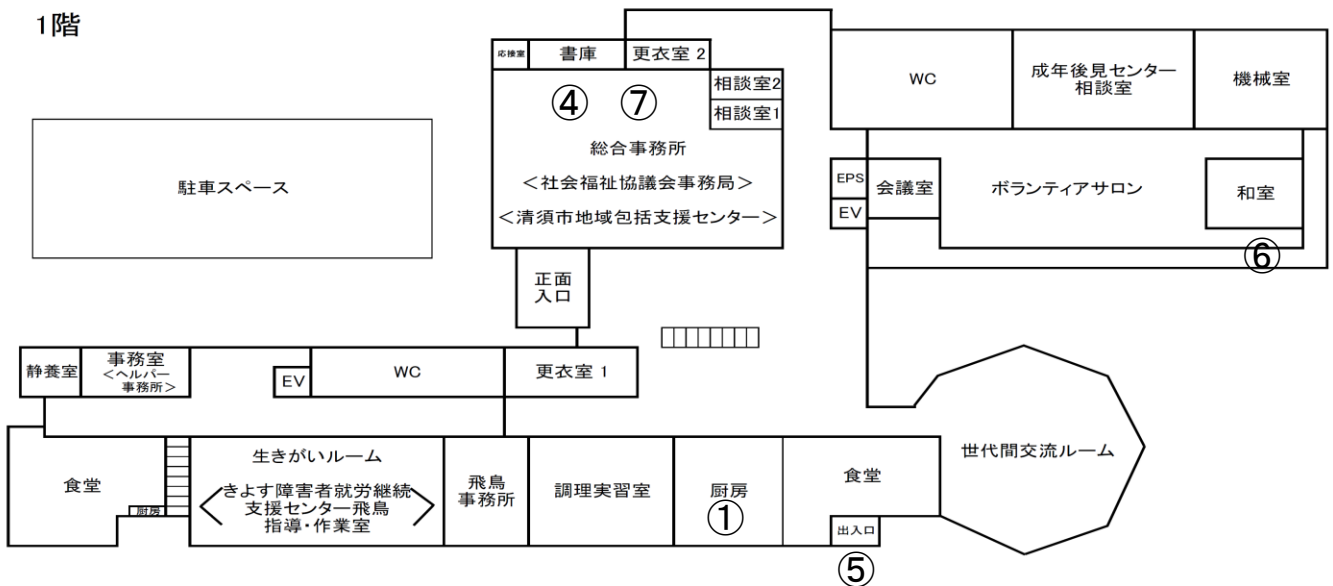 1階
応接室
書庫
更衣室 2
相談室2
相談室1
④
⑦
総合事務所
＜社会福祉協議会事務局＞
＜清須市地域包括支援センター＞
駐車スペース
正面
入口
WC
成年後見センター
相談室
機械室
EPS
EV
会議室
ボランティアサロン
和室
⑥
静養室
事務室
＜ヘルパー
事務所＞
EV
WC
更衣室 1
食堂
厨房
生きがいルーム
きよす障害者就労継続
支援センター飛鳥
指導・作業室
飛鳥
事務所
調理実習室
厨房
①
食堂
出入口
⑤
世代間交流ルーム